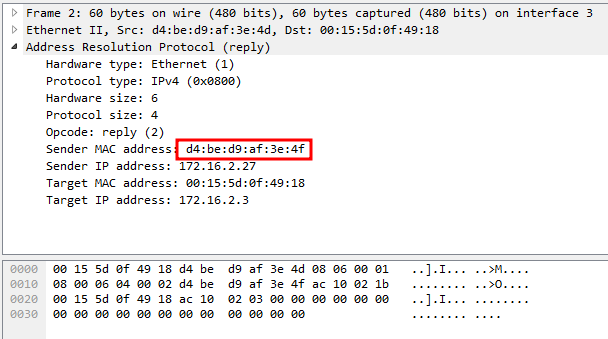 Frame 2: 60 bytes on wire (480 bits), 60 bytes captured (480 bits) on interface 3
Ethernet II, Src: d4:be:d9:af:3e:4d, Dst: 00:15:5d:0f:49:18
Address Resolution Protocol (reply)
Hardware type: Ethernet (1)
Protocol type: IPv4 (0x0800)
Hardware size: 6
Protocol size: 4
Opcode: reply (2)
Sender MAC address: d4:be:d9:af:3e:4f
Sender IP address: 172.16.2.27
Target MAC address: 00:15:5d:0f:49:18
Target IP address: 172.16.2.3
0000 00 15 5d 0f 49 18 d4 be d9 af 3e 4d 08 06 00 01 ..].I... ..>M....
0010 08 00 06 04 00 02 d4 be d9 af 3e 4f ac 10 02 1b ........ ..>O....
0020 00 15 5d 0f 49 18 ac 10 02 03 00 00 00 00 00 00 ..].I... ........
0030 00 00 00 00 00 00 00 00 00 00 00 00 ........ ....